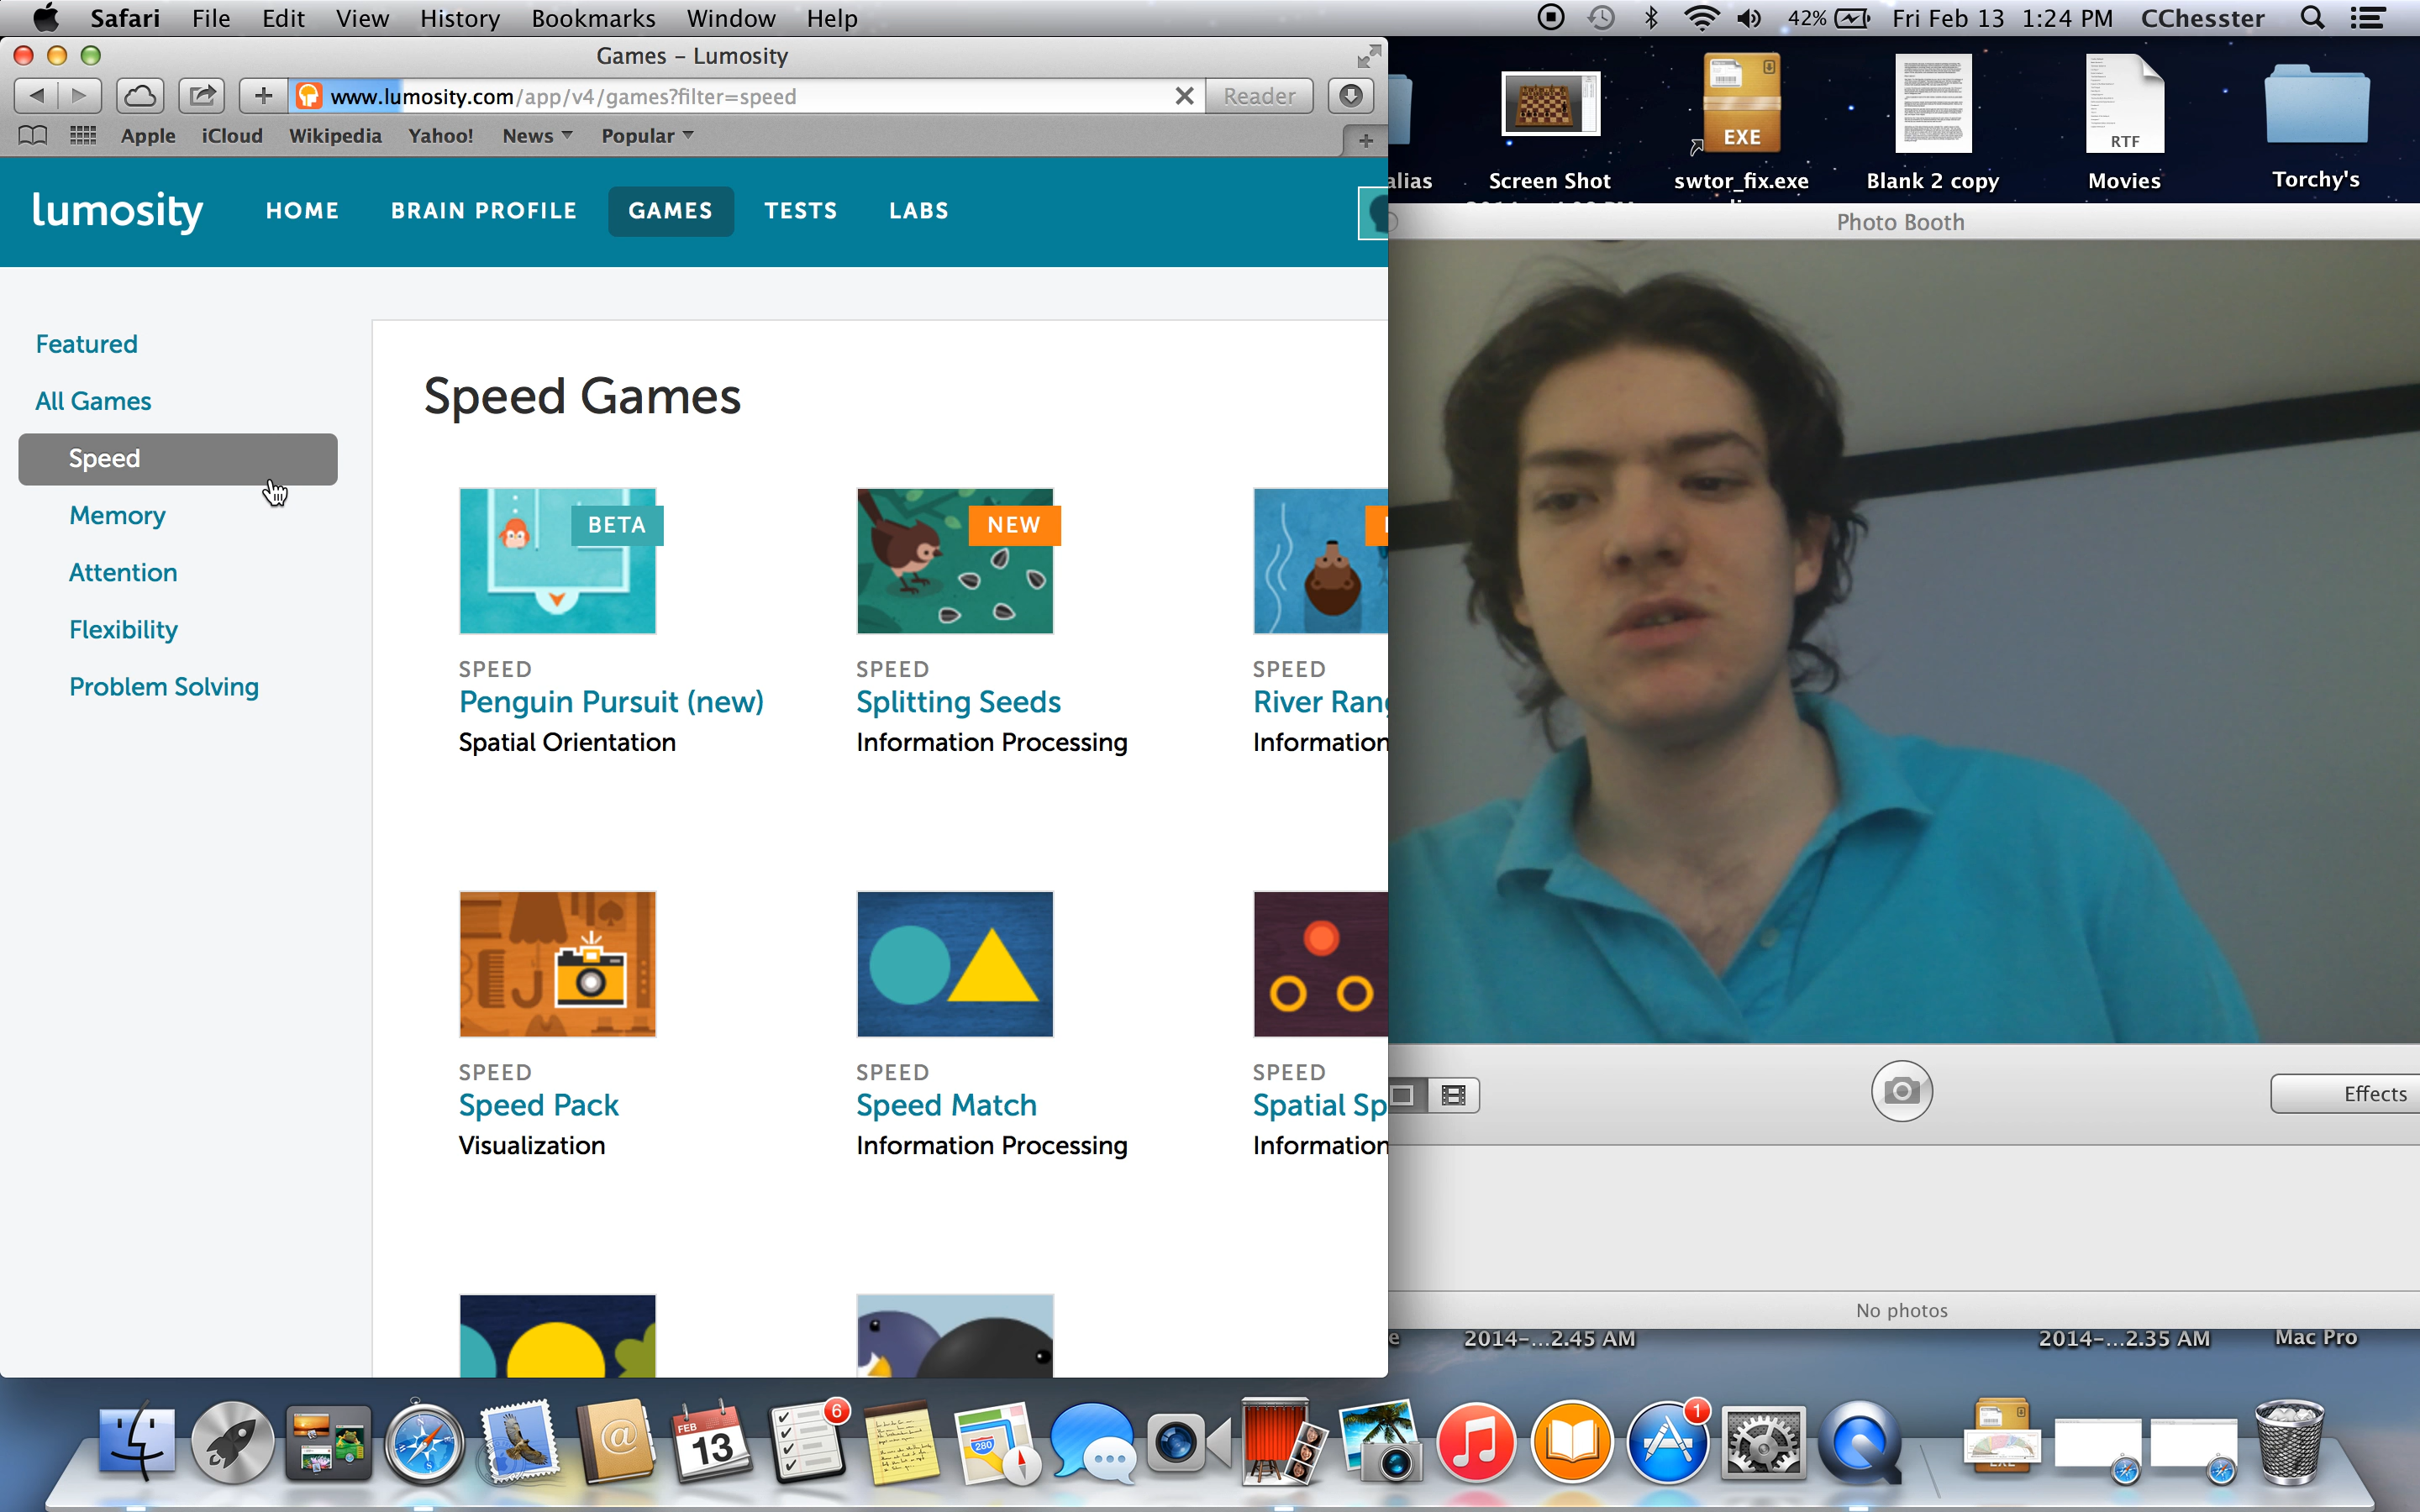 Safari File Edit View History Bookmarks Window Help
42% Fri Feb 13 1:24 PM CChesster
Games – Lumosity
www.lumosity.com/app/v4/games?filter=speed
Reader
Apple iCloud Wikipedia Yahoo! News Popular
lumosity HOME BRAIN PROFILE GAMES TESTS LABS
Featured
All Games
Speed
Memory
Attention
Flexibility
Problem Solving
Speed Games
BETA
NEW
SPEED
Penguin Pursuit (new)
Spatial Orientation
SPEED
Splitting Seeds
Information Processing
SPEED
River Rang
Information
SPEED
Speed Pack
Visualization
SPEED
Speed Match
Information Processing
SPEED
Spatial Sp
Information
alias
Screen Shot
EXE
swtor_fix.exe
Blank 2 copy
RTF
Movies
Torchy's
Photo Booth
Effects
No photos
e
2014-...2.45 AM
2014-...2.35 AM
Mac Pro
@
FEB
13
6
280
1